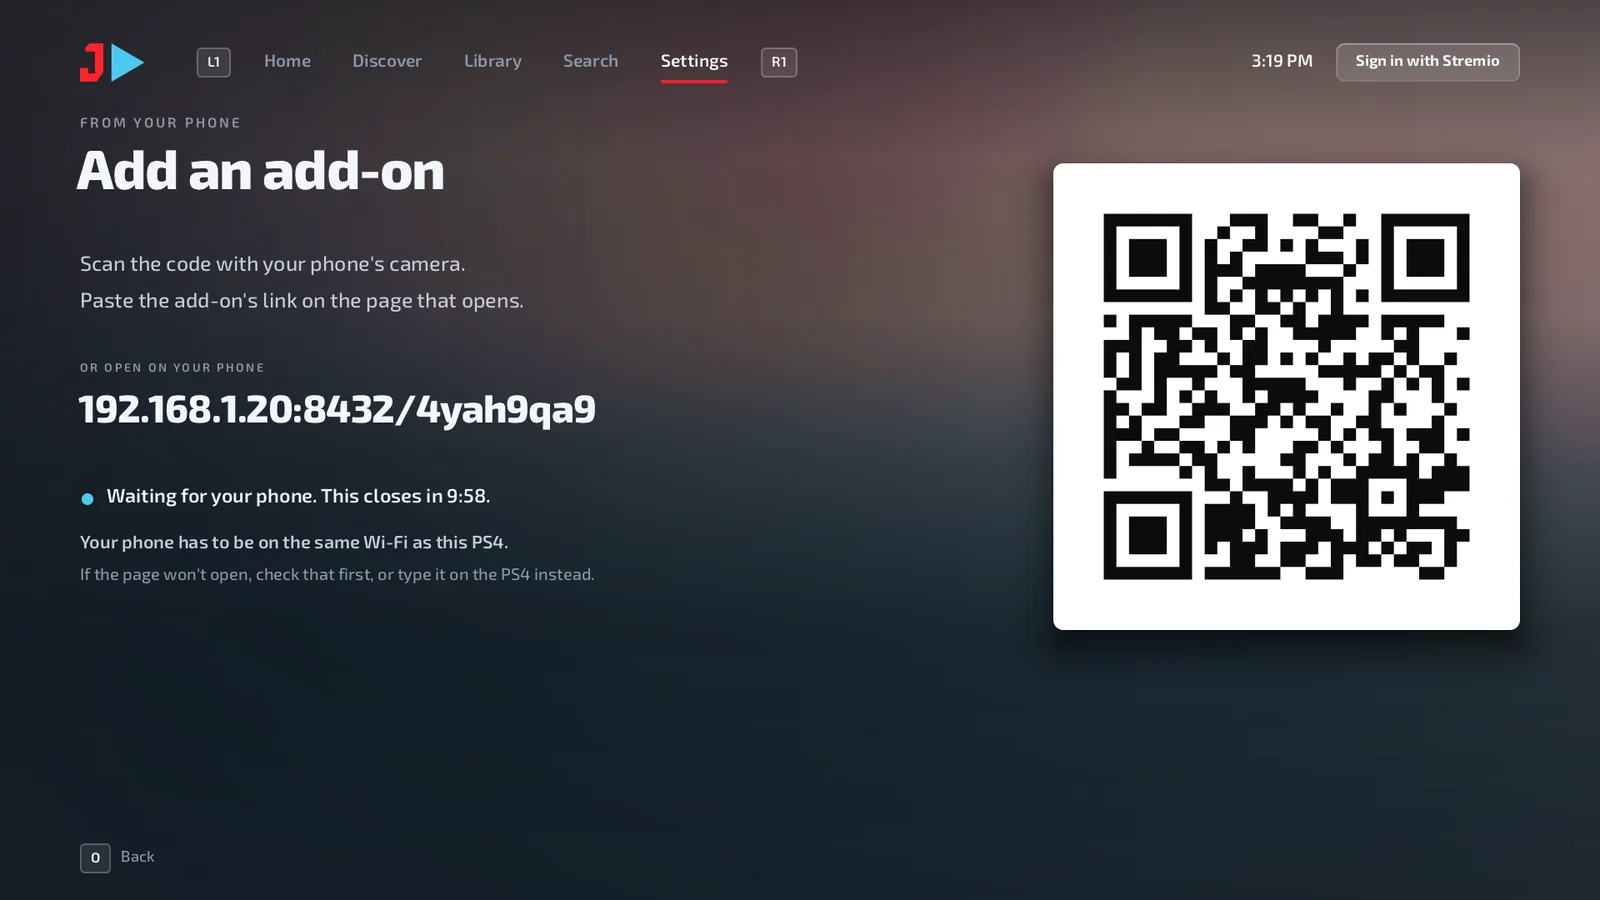 J
L1 Home Discover Library Search Settings R1 3:19 PM Sign in with Stremio
FROM YOUR PHONE
Add an add-on
Scan the code with your phone's camera.
Paste the add-on's link on the page that opens.
OR OPEN ON YOUR PHONE
192.168.1.20:8432/4yah9qa9
Waiting for your phone. This closes in 9:58.
Your phone has to be on the same Wi-Fi as this PS4.
If the page won't open, check that first, or type it on the PS4 instead.
O Back